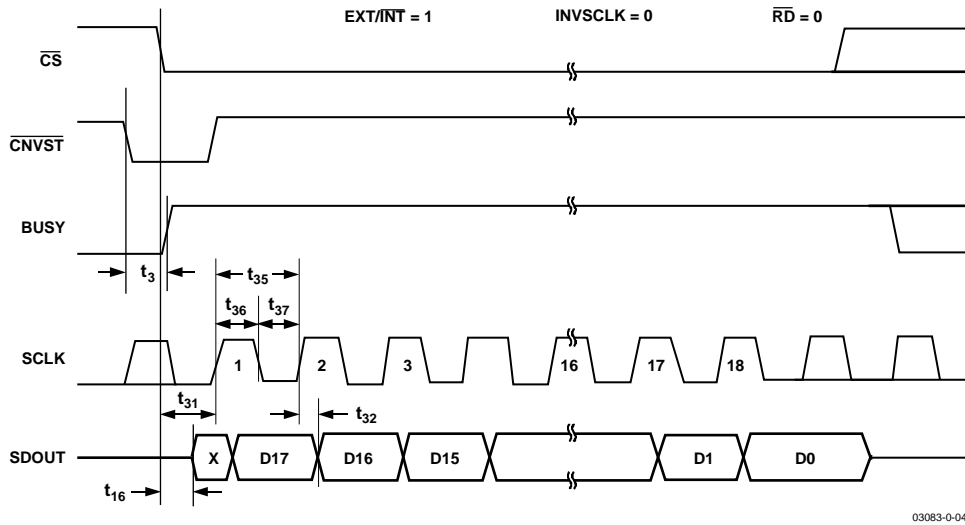 EXT/INT = 1 INVSCLK = 0 RD = 0
CS
CNVST
BUSY
t3
t35
t36 t37
SCLK 1 2 3 16 17 18
t31
t32
SDOUT X D17 D16 D15 D1 D0
t16
03083-0-04